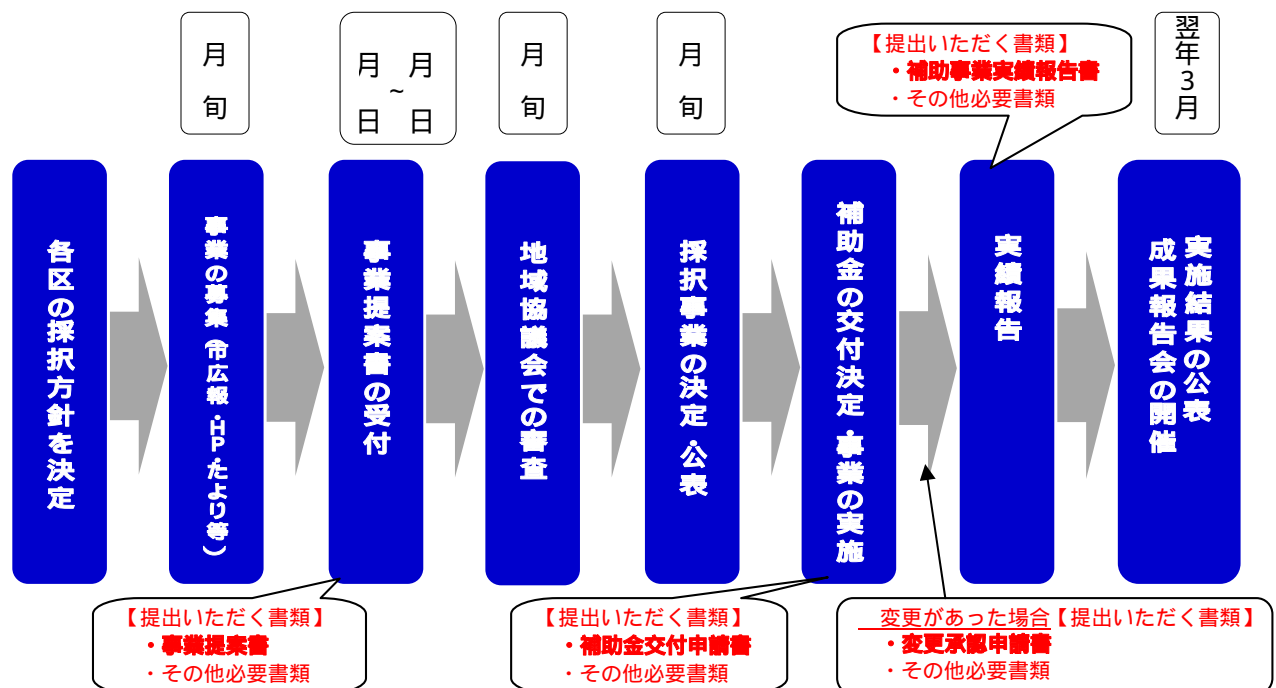 月
旬
月　月
～
日　日
月
旬
月
旬
【提出いただく書類】
・補助事業実績報告書
・その他必要書類
翌年3月
各区の採択方針を決定
事業の募集（市広報・HP・たより等）
事業提案書の受付
地域協議会での審査
採択事業の決定・公表
補助金の交付決定・事業の実施
実績報告
実施結果の公表
成果報告会の開催
【提出いただく書類】
・事業提案書
・その他必要書類
【提出いただく書類】
・補助金交付申請書
・その他必要書類
変更があった場合【提出いただく書類】
・変更承認申請書
・その他必要書類